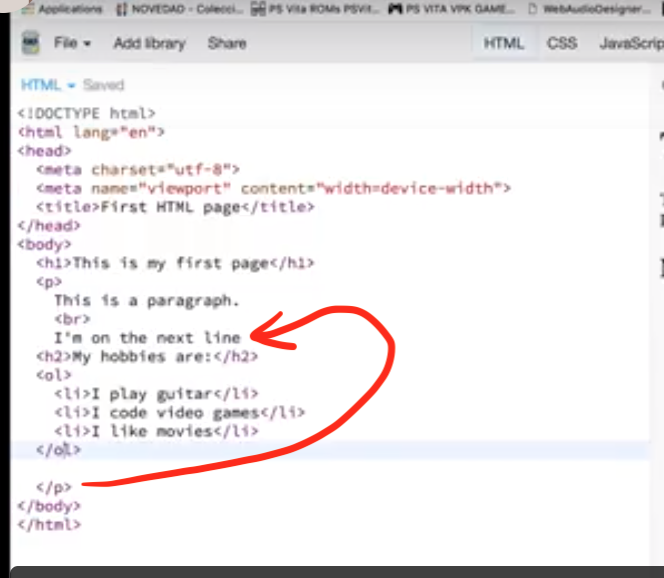 Applications NOVEDAD - Colecci... PS Vita ROMs PSVit... PS VITA VPK GAME... WebAudioDesigner...
File Add library Share HTML CSS JavaScrip
HTML Saved
<!DOCTYPE html>
<html lang="en">
<head>
<meta charset="utf-8">
<meta name="viewport" content="width=device-width">
<title>First HTML page</title>
</head>
<body>
<h1>This is my first page</h1>
<p>
This is a paragraph.
<br>
I'm on the next line
<h2>My hobbies are:</h2>
<ol>
<li>I play guitar</li>
<li>I code video games</li>
<li>I like movies</li>
</ol>
</p>
</body>
</html>